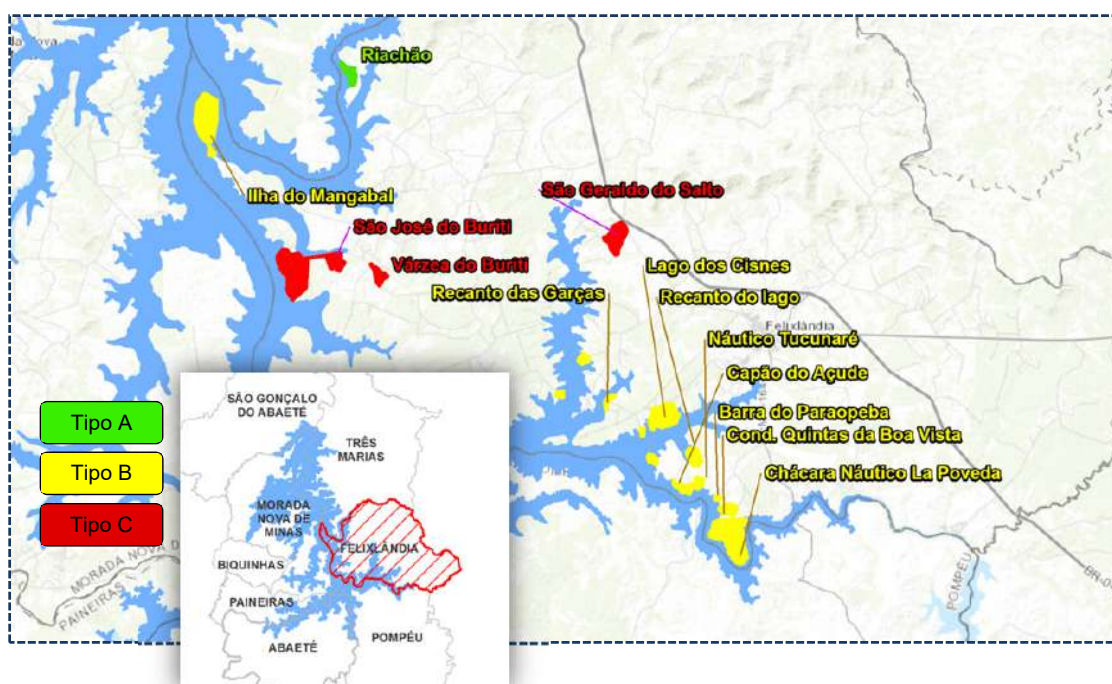 Riachão
Ilha do Mangabal
São Geraldo do Salto
São José do Buriti
Várzea do Buriti
Lago dos Cisnes
Recanto das Garças
Recanto do lago
Felixlândia
Náutico Tucunaré
Capão do Açude
Barra do Paraopeba
Cond. Quintas da Boa Vista
Chácara Náutico La Poveda
Tipo A
Tipo B
Tipo C
SÃO GONÇALO
DO ABAETÉ
TRÊS
MARIAS
MORADA
NOVA DE
MINAS
FELIXLÂNDIA
BIQUINHAS
PAINEIRAS
ABAETÉ
POMPÉU
MORADA NOVA D
PAINEIRAS
POMPÉU